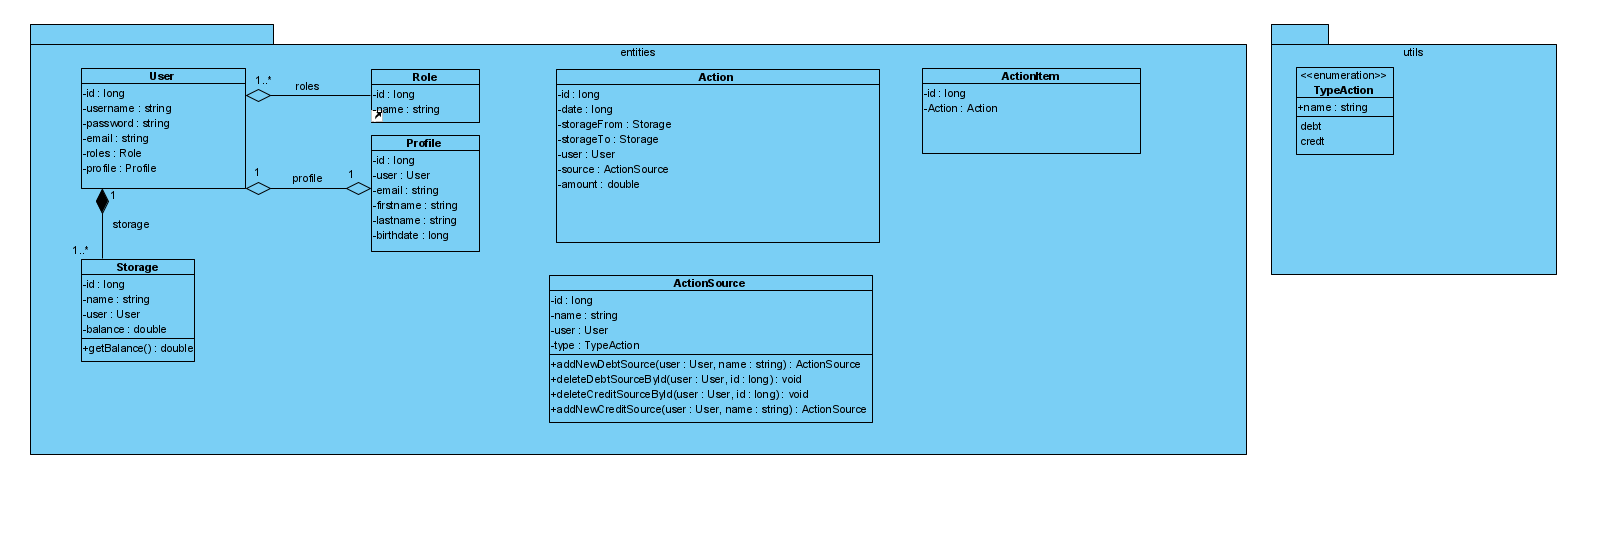 entities
User
-id : long
-username : string
-password : string
-email : string
-roles : Role
-profile : Profile
1..*
roles
Role
-id : long
-name : string
1
profile
1
Profile
-id : long
-user : User
-email : string
-firstname : string
-lastname : string
-birthdate : long
1
storage
1..*
Storage
-id : long
-name : string
-user : User
-balance : double
+getBalance() : double
Action
-id : long
-date : long
-storageFrom : Storage
-storageTo : Storage
-user : User
-source : ActionSource
-amount : double
ActionSource
-id : long
-name : string
-user : User
-type : TypeAction
+addNewDebtSource(user : User, name : string) : ActionSource
+deleteDebtSourceById(user : User, id : long) : void
+deleteCreditSourceById(user : User, id : long) : void
+addNewCreditSource(user : User, name : string) : ActionSource
ActionItem
-id : long
-Action : Action
utils
<<enumeration>>
TypeAction
+name : string
debt
credt